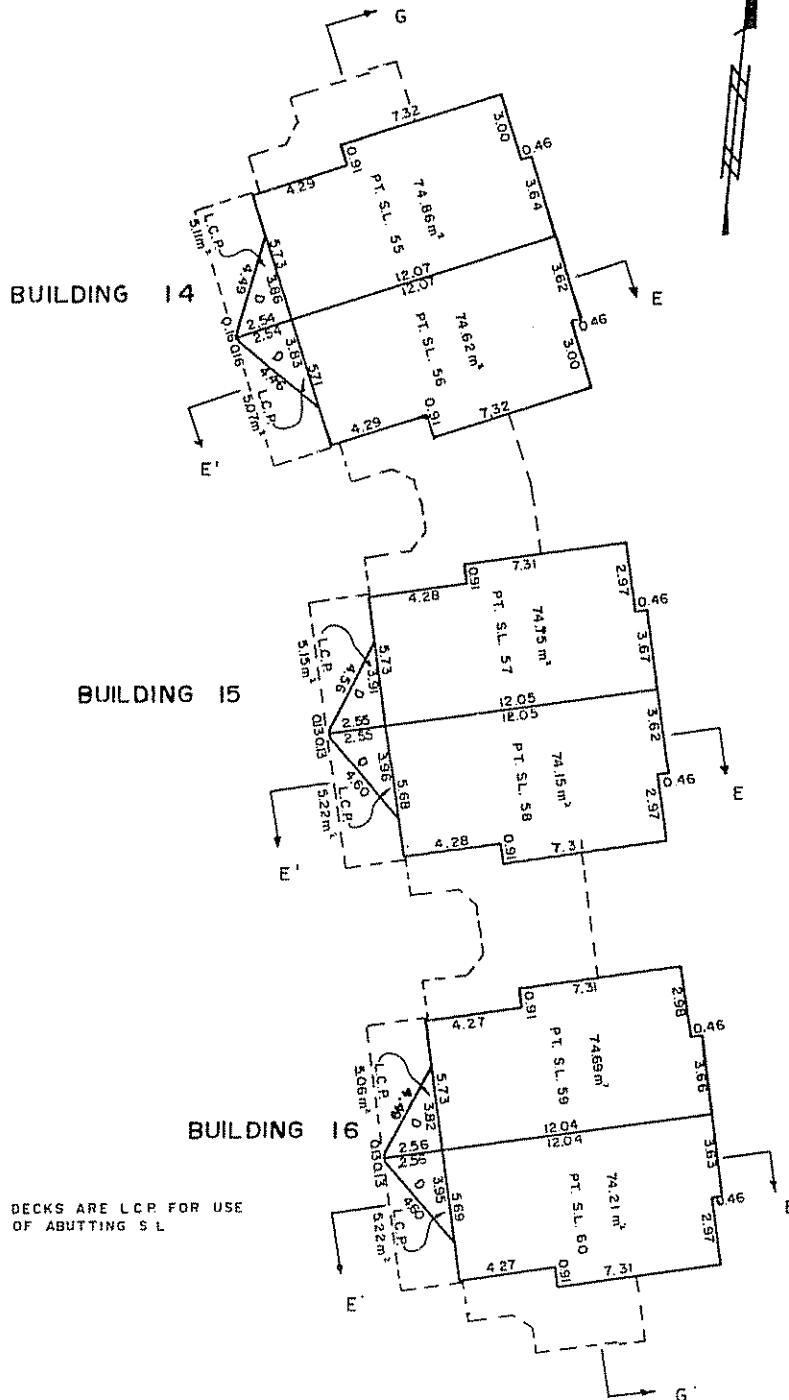 G
7.32
3.00
0.46
0.91
4.29
74.86m²
PT. S.L. 55
3.64
L.C.P.
5.11m²
4.49
5.73
3.86
12.07
12.07
BUILDING 14
3.62
E
0.46
0.16
0.16
3.83
74.62m²
PT. S.L. 56
3.00
4.46
5.71
L.C.P.
5.07m²
4.29
0.91
7.32
E'
7.31
0.91
2.97
0.46
4.28
74.75 m²
PT. S.L. 57
3.67
L.C.P.
5.15m²
4.56
5.73
3.91
BUILDING 15
12.05
12.05
2.55
0.13
0.13
3.62
74.15m²
PT. S.L. 58
E
0.46
3.96
4.60
5.68
L.C.P.
5.22m²
2.97
4.28
0.91
7.31
E'
7.31
0.91
2.98
0.46
4.27
74.69m²
PT. S.L. 59
3.66
L.C.P.
5.06m²
4.49
5.73
3.82
BUILDING 16
12.04
12.04
2.56
0.13
0.13
3.63
74.21m²
PT. S.L. 60
0.46
3.95
4.60
5.69
L.C.P.
5.22m²
2.97
DECKS ARE L.C.P. FOR USE
OF ABUTTING S L
4.27
0.91
7.31
E'
G'